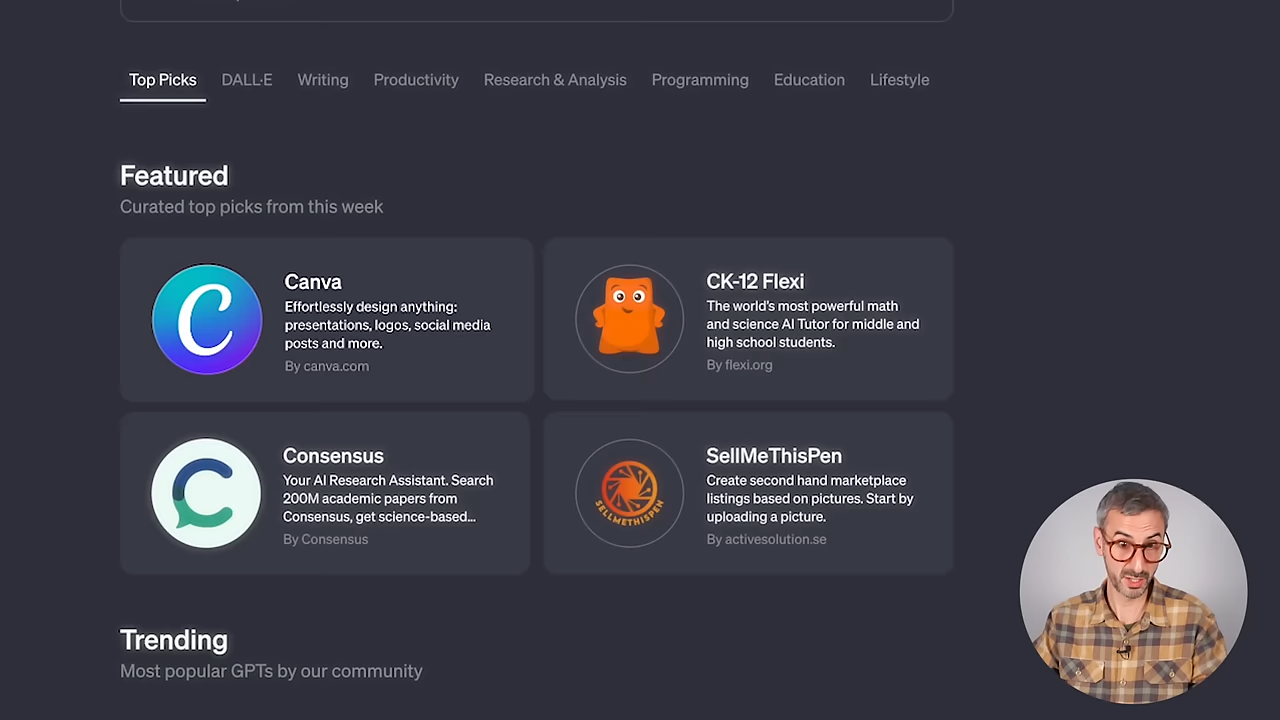 Top Picks DALL·E Writing Productivity Research & Analysis Programming Education Lifestyle
Featured
Curated top picks from this week
Canva
Effortlessly design anything:
presentations, logos, social media
posts and more.
By canva.com
CK-12 Flexi
The world's most powerful math
and science AI Tutor for middle and
high school students.
By flexi.org
Consensus
Your AI Research Assistant. Search
200M academic papers from
Consensus, get science-based...
By Consensus
SELLMETHISPEN
SellMeThisPen
Create second hand marketplace
listings based on pictures. Start by
uploading a picture.
By activesolution.se
Trending
Most popular GPTs by our community